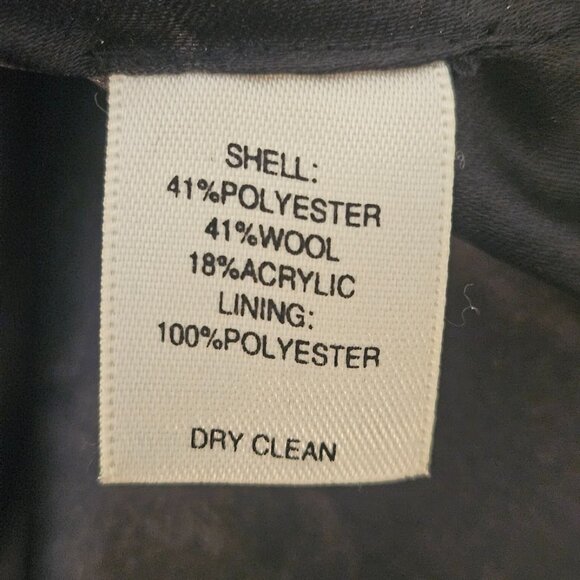 SHELL:
41%POLYESTER
41%WOOL
18%ACRYLIC
LINING:
100%POLYESTER
DRY CLEAN